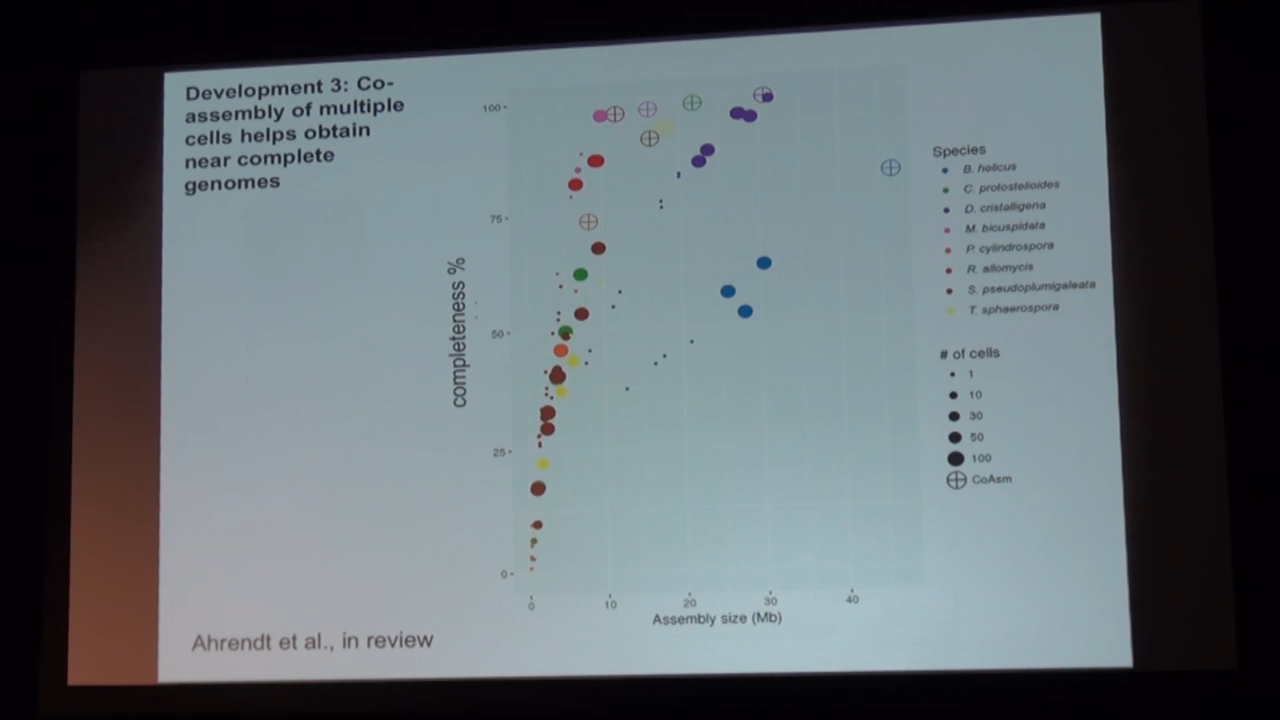 Development 3: Co-
assembly of multiple
cells helps obtain
near complete
genomes
completeness %
100
75
50
25
0
0
10
20
30
40
Assembly size (Mb)
Species
B. helicus
C. protostelioides
D. cristalligena
M. bicuspidata
P. cylindrospora
R. allomycis
S. pseudoplumigaleata
T. sphaerospora
# of cells
1
10
30
50
100
CoAsm
Ahrendt et al., in review